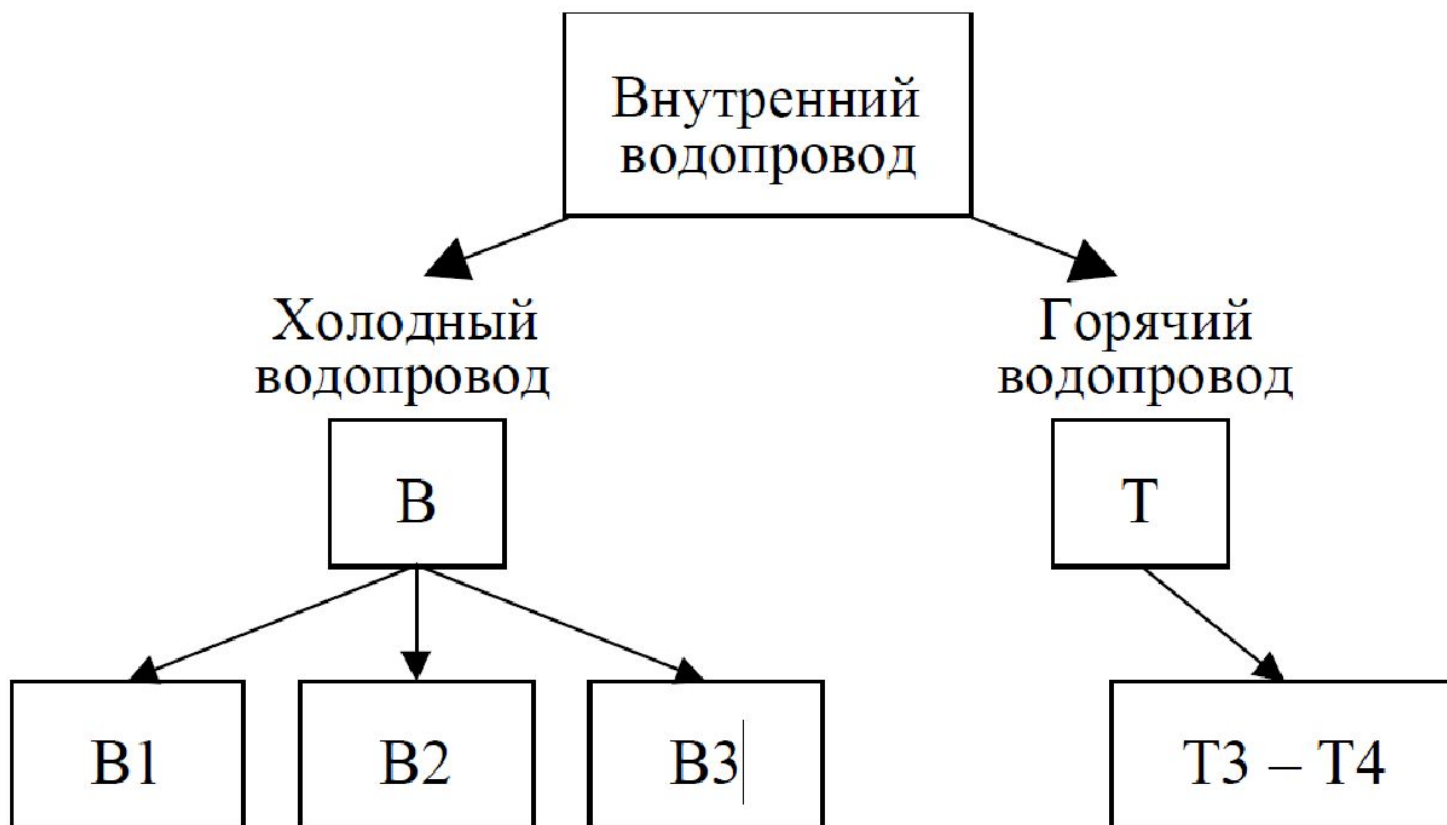 Внутренний
водопровод
Холодный
водопровод
Горячий
водопровод
В
Т
В1
В2
В3
Т3 – Т4